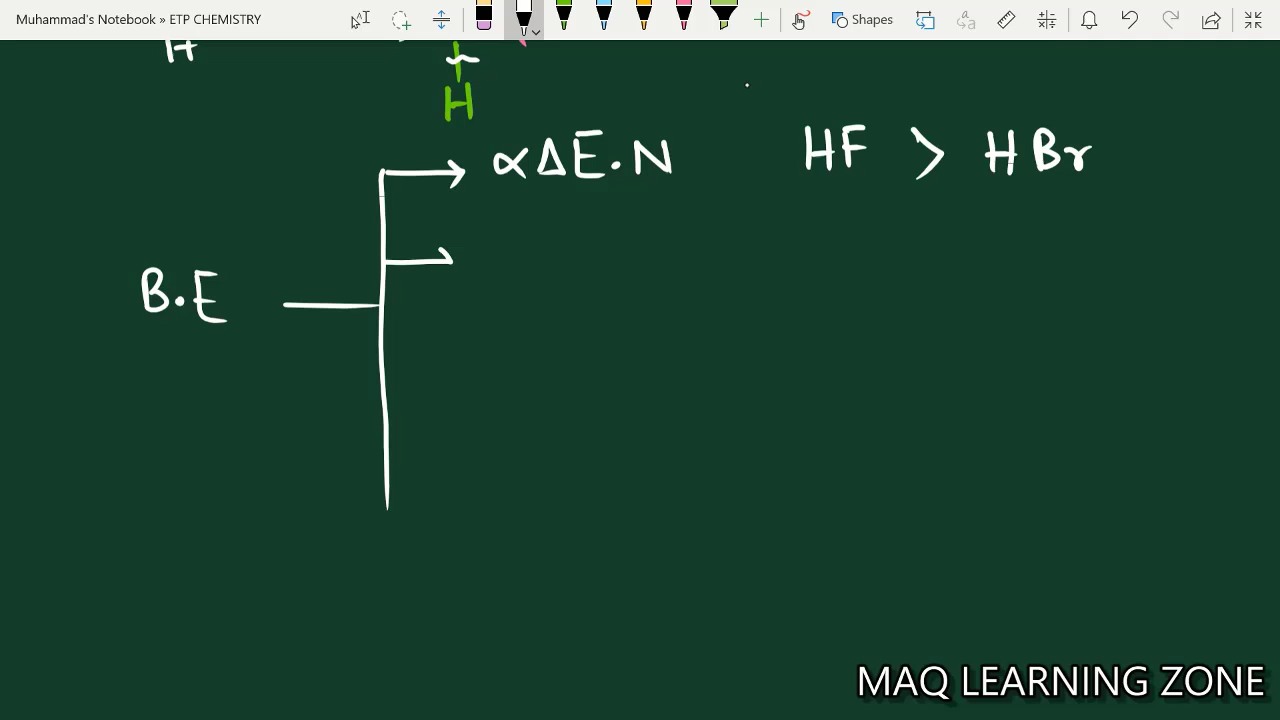 Muhammad's Notebook » ETP CHEMISTRY
Shapes
H
H
∝ΔE.N HF > HBr
B.E
MAQ LEARNING ZONE